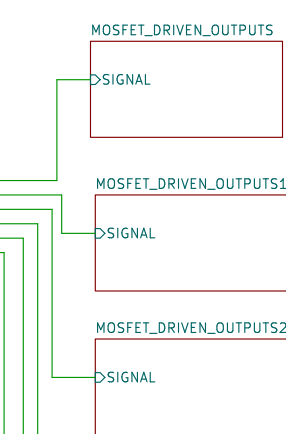 MOSFET_DRIVEN_OUTPUTS
SIGNAL
MOSFET_DRIVEN_OUTPUTS1
SIGNAL
MOSFET_DRIVEN_OUTPUTS2
SIGNAL